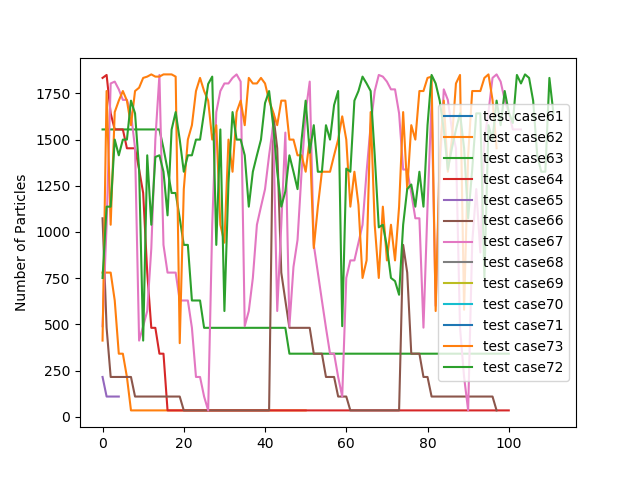 1750
1500
1250
1000
750
500
250
0
Number of Particles
0
20
40
60
80
100
test case61
test case62
test case63
test case64
test case65
test case66
test case67
test case68
test case69
test case70
test case71
test case73
test case72